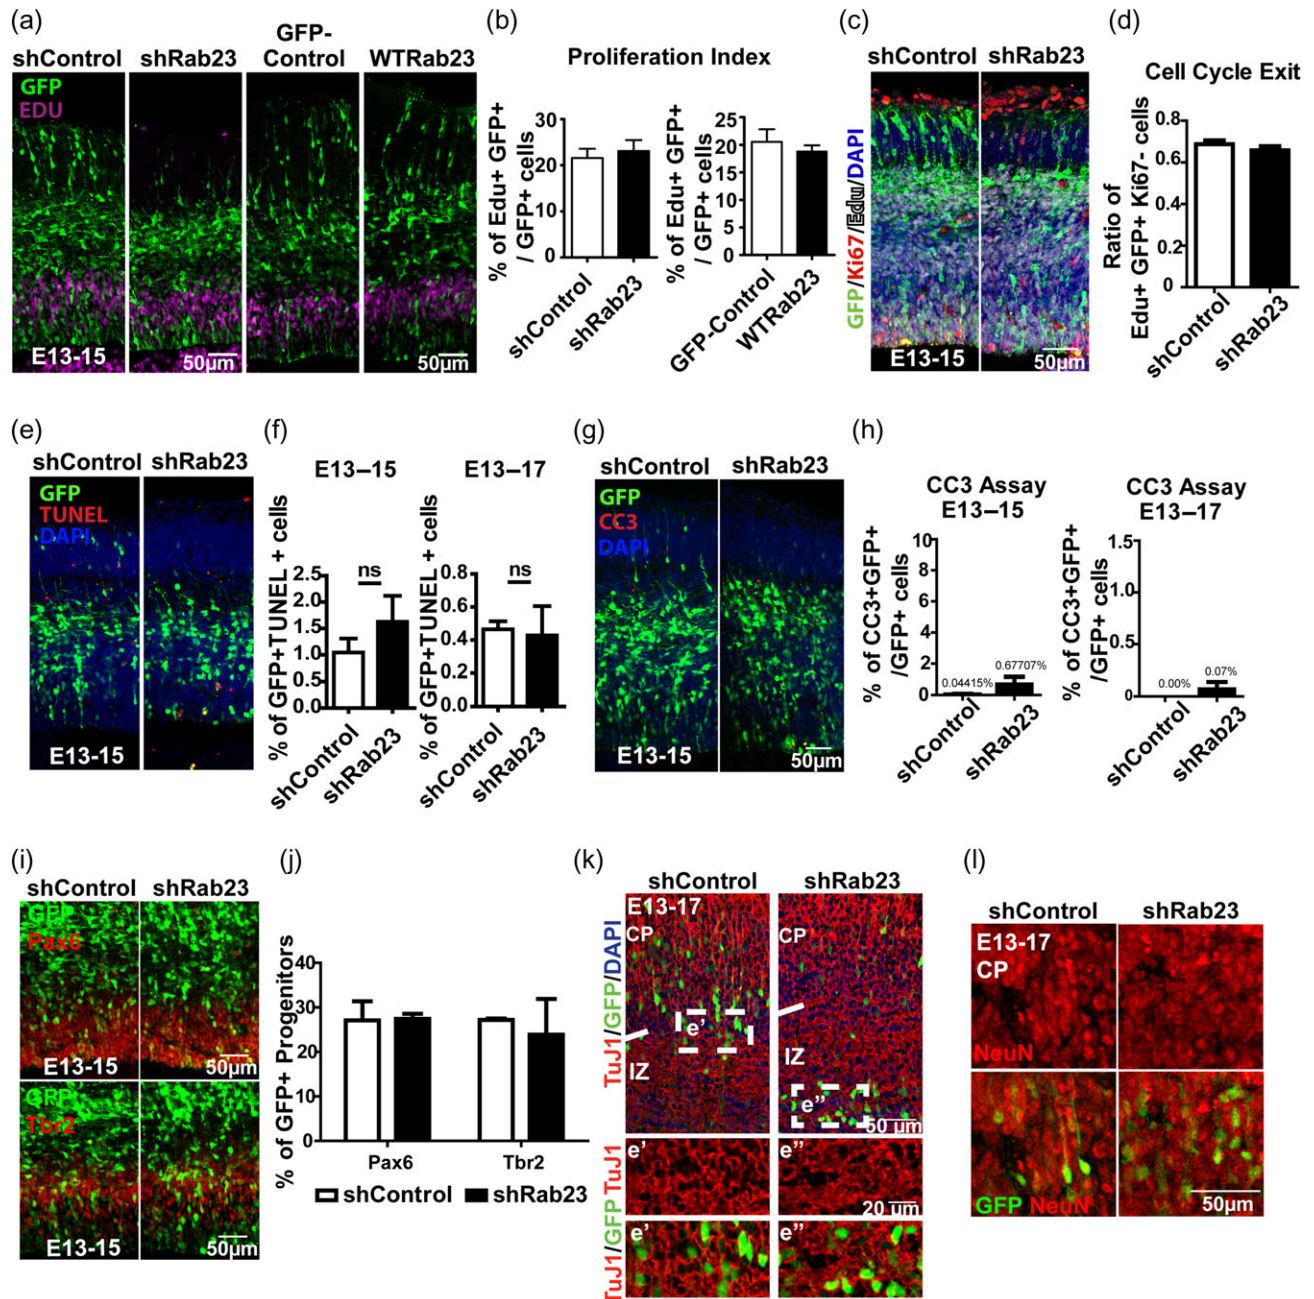 (a)
shControl
shRab23
GFP-
Control
WTRab23
GFP
EDU
E13-15
50µm
50µm
(b)
Proliferation Index
% of Edu+ GFP+
/ GFP+ cells
30
20
10
0
shControl
shRab23
% of Edu+ GFP+
/ GFP+ cells
25
20
15
10
5
0
GFP-Control
WTRab23
(c)
shControl
shRab23
GFP/Ki67/Edu/DAPI
E13-15
50µm
(d)
Cell Cycle Exit
Ratio of
Edu+ GFP+ Ki67- cells
0.8
0.6
0.4
0.2
0
shControl
shRab23
(e)
shControl
shRab23
GFP
TUNEL
DAPI
E13-15
50µm
(f)
E13–15
% of GFP+TUNEL + cells
2.5
2.0
1.5
1.0
0.5
0.0
ns
shControl
shRab23
E13–17
% of GFP+TUNEL + cells
0.8
0.6
0.4
0.2
0.0
ns
shControl
shRab23
(g)
shControl
shRab23
GFP
CC3
DAPI
E13-15
50µm
(h)
CC3 Assay
E13–15
% of CC3+GFP+
/GFP+ cells
10
8
6
4
2
0
0.04415%
0.67707%
shControl
shRab23
CC3 Assay
E13–17
% of CC3+GFP+
/GFP+ cells
1.5
1.0
0.5
0
0.00%
0.07%
shControl
shRab23
(i)
shControl
shRab23
GFP
Pax6
E13-15
50µm
GFP
Tbr2
E13-15
50µm
(j)
% of GFP+ Progenitors
40
30
20
10
0
Pax6
Tbr2
shControl
shRab23
(k)
shControl
shRab23
TuJ1/GFP/DAPI
E13-17
CP
IZ
e'
CP
IZ
e''
50 µm
TuJ1
e'
e''
20 µm
TuJ1/GFP
e'
e''
(l)
shControl
shRab23
E13-17
CP
NeuN
GFP NeuN
50µm